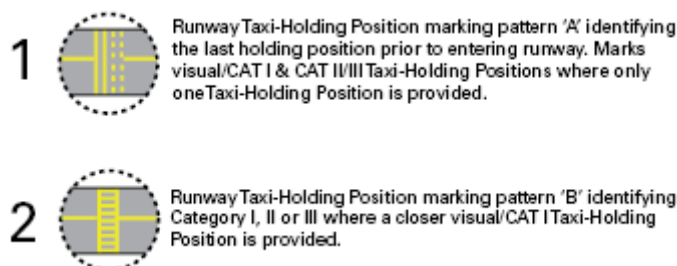 1
Runway Taxi-Holding Position marking pattern 'A' identifying
the last holding position prior to entering runway. Marks
visual/CAT I & CAT II/III Taxi-Holding Positions where only
one Taxi-Holding Position is provided.
2
Runway Taxi-Holding Position marking pattern 'B' identifying
Category I, II or III where a closer visual/CAT I Taxi-Holding
Position is provided.